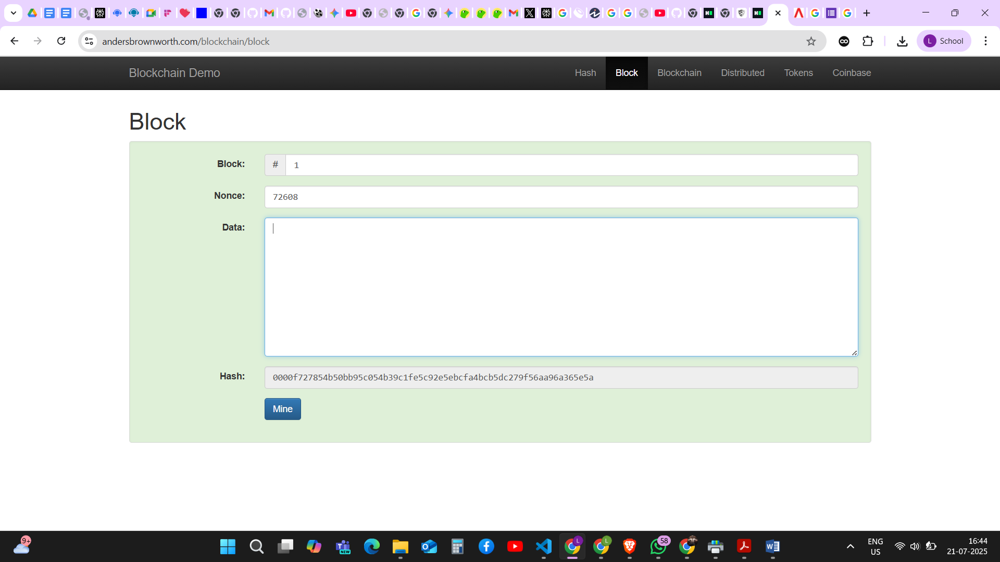 andersbrownworth.com/blockchain/block
L School
Blockchain Demo
Hash Block Blockchain Distributed Tokens Coinbase
Block
Block: # 1
Nonce: 72608
Data:
Hash: 0000f727854b50bb95c054b39c1fe5c92e5ebcfa4bcb5dc279f56aa96a365e5a
Mine
9+
NEW
L
L
58
ENG
US
16:44
21-07-2025